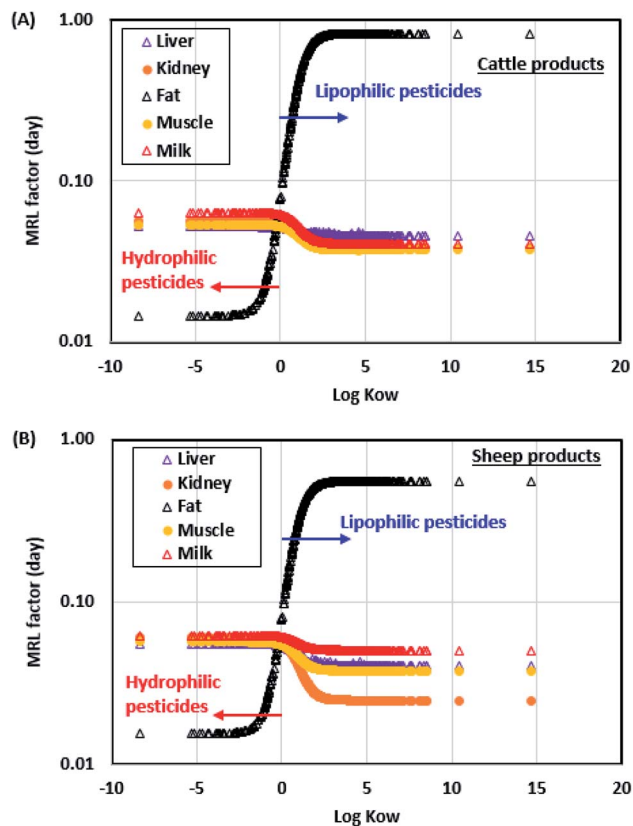 (A)
1.00
Liver
Kidney
Fat
Muscle
Milk
Cattle products
Lipophilic pesticides
MRL factor (day)
0.10
Hydrophilic
pesticides
0.01
-10 -5 0 5 10 15 20
Log Kow
(B)
1.00
Liver
Kidney
Fat
Muscle
Milk
Sheep products
Lipophilic pesticides
MRL factor (day)
0.10
Hydrophilic
pesticides
0.01
-10 -5 0 5 10 15 20
Log Kow